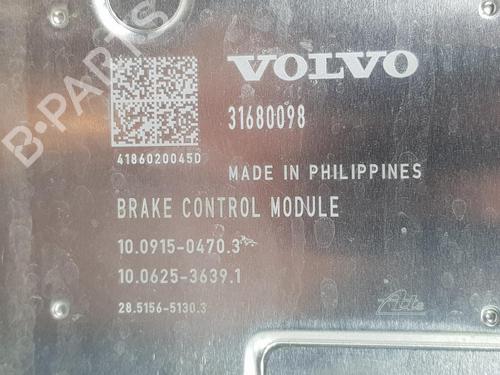 VOLVO
31680098
4186020045D
MADE IN PHILIPPINES
BRAKE CONTROL MODULE
10.0915-0470.3
10.0625-3639.1
28.5156-5130.3
Ate
B-PARTS